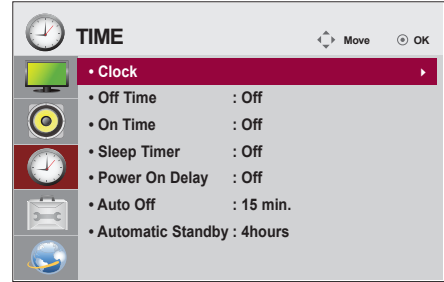 TIME
Move OK
• Clock
• Off Time : Off
• On Time : Off
• Sleep Timer : Off
• Power On Delay : Off
• Auto Off : 15 min.
• Automatic Standby : 4hours